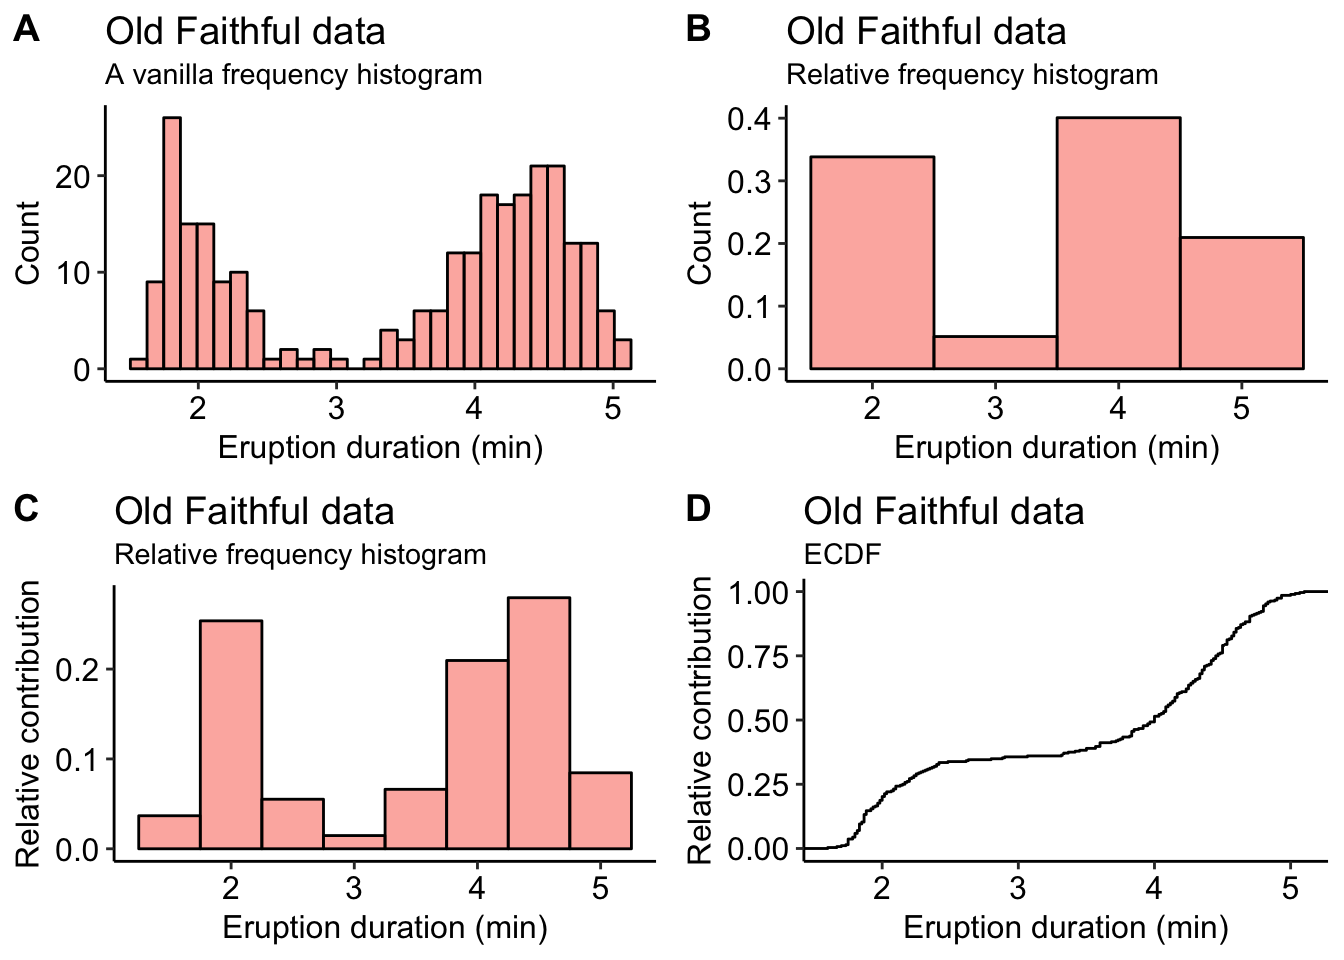 A
Old Faithful data
A vanilla frequency histogram
Count
20
10
0
2 3 4 5
Eruption duration (min)
B
Old Faithful data
Relative frequency histogram
Count
0.4
0.3
0.2
0.1
0.0
2 3 4 5
Eruption duration (min)
C
Old Faithful data
Relative frequency histogram
Relative contribution
0.2
0.1
0.0
2 3 4 5
Eruption duration (min)
D
Old Faithful data
ECDF
Relative contribution
1.00
0.75
0.50
0.25
0.00
2 3 4 5
Eruption duration (min)